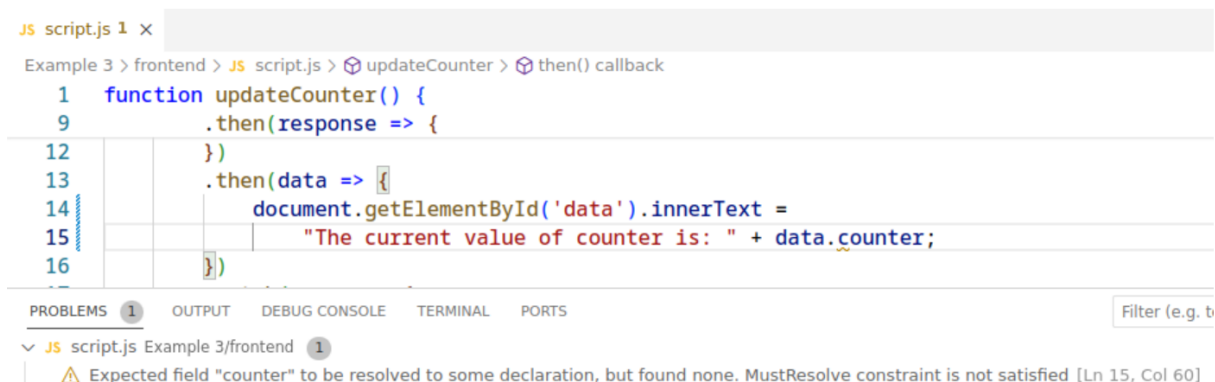 JS script.js 1 ×
Example 3 > frontend > JS script.js > updateCounter > then() callback
1 function updateCounter() {
9 .then(response => {
12 })
13 .then(data => {
14 document.getElementById('data').innerText =
15 "The current value of counter is: " + data.counter;
16 })
PROBLEMS 1 OUTPUT DEBUG CONSOLE TERMINAL PORTS Filter (e.g. t
JS script.js Example 3/frontend 1
Expected field "counter" to be resolved to some declaration, but found none. MustResolve constraint is not satisfied [Ln 15, Col 60]